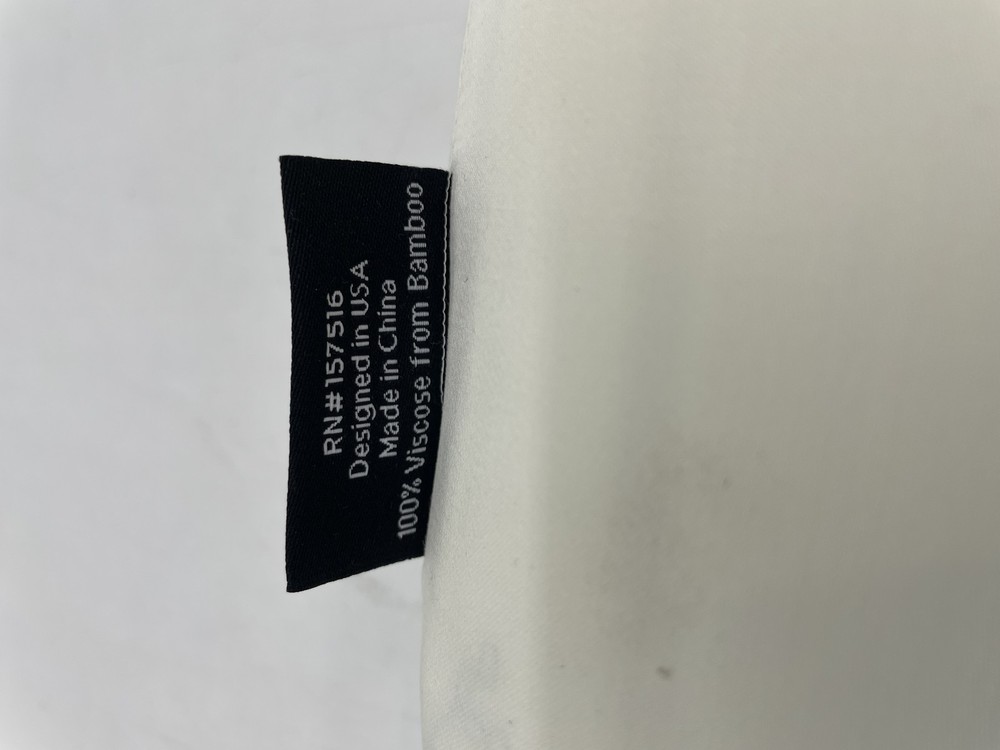 RN#157516
Designed in USA
Made in China
100% Viscose from Bamboo